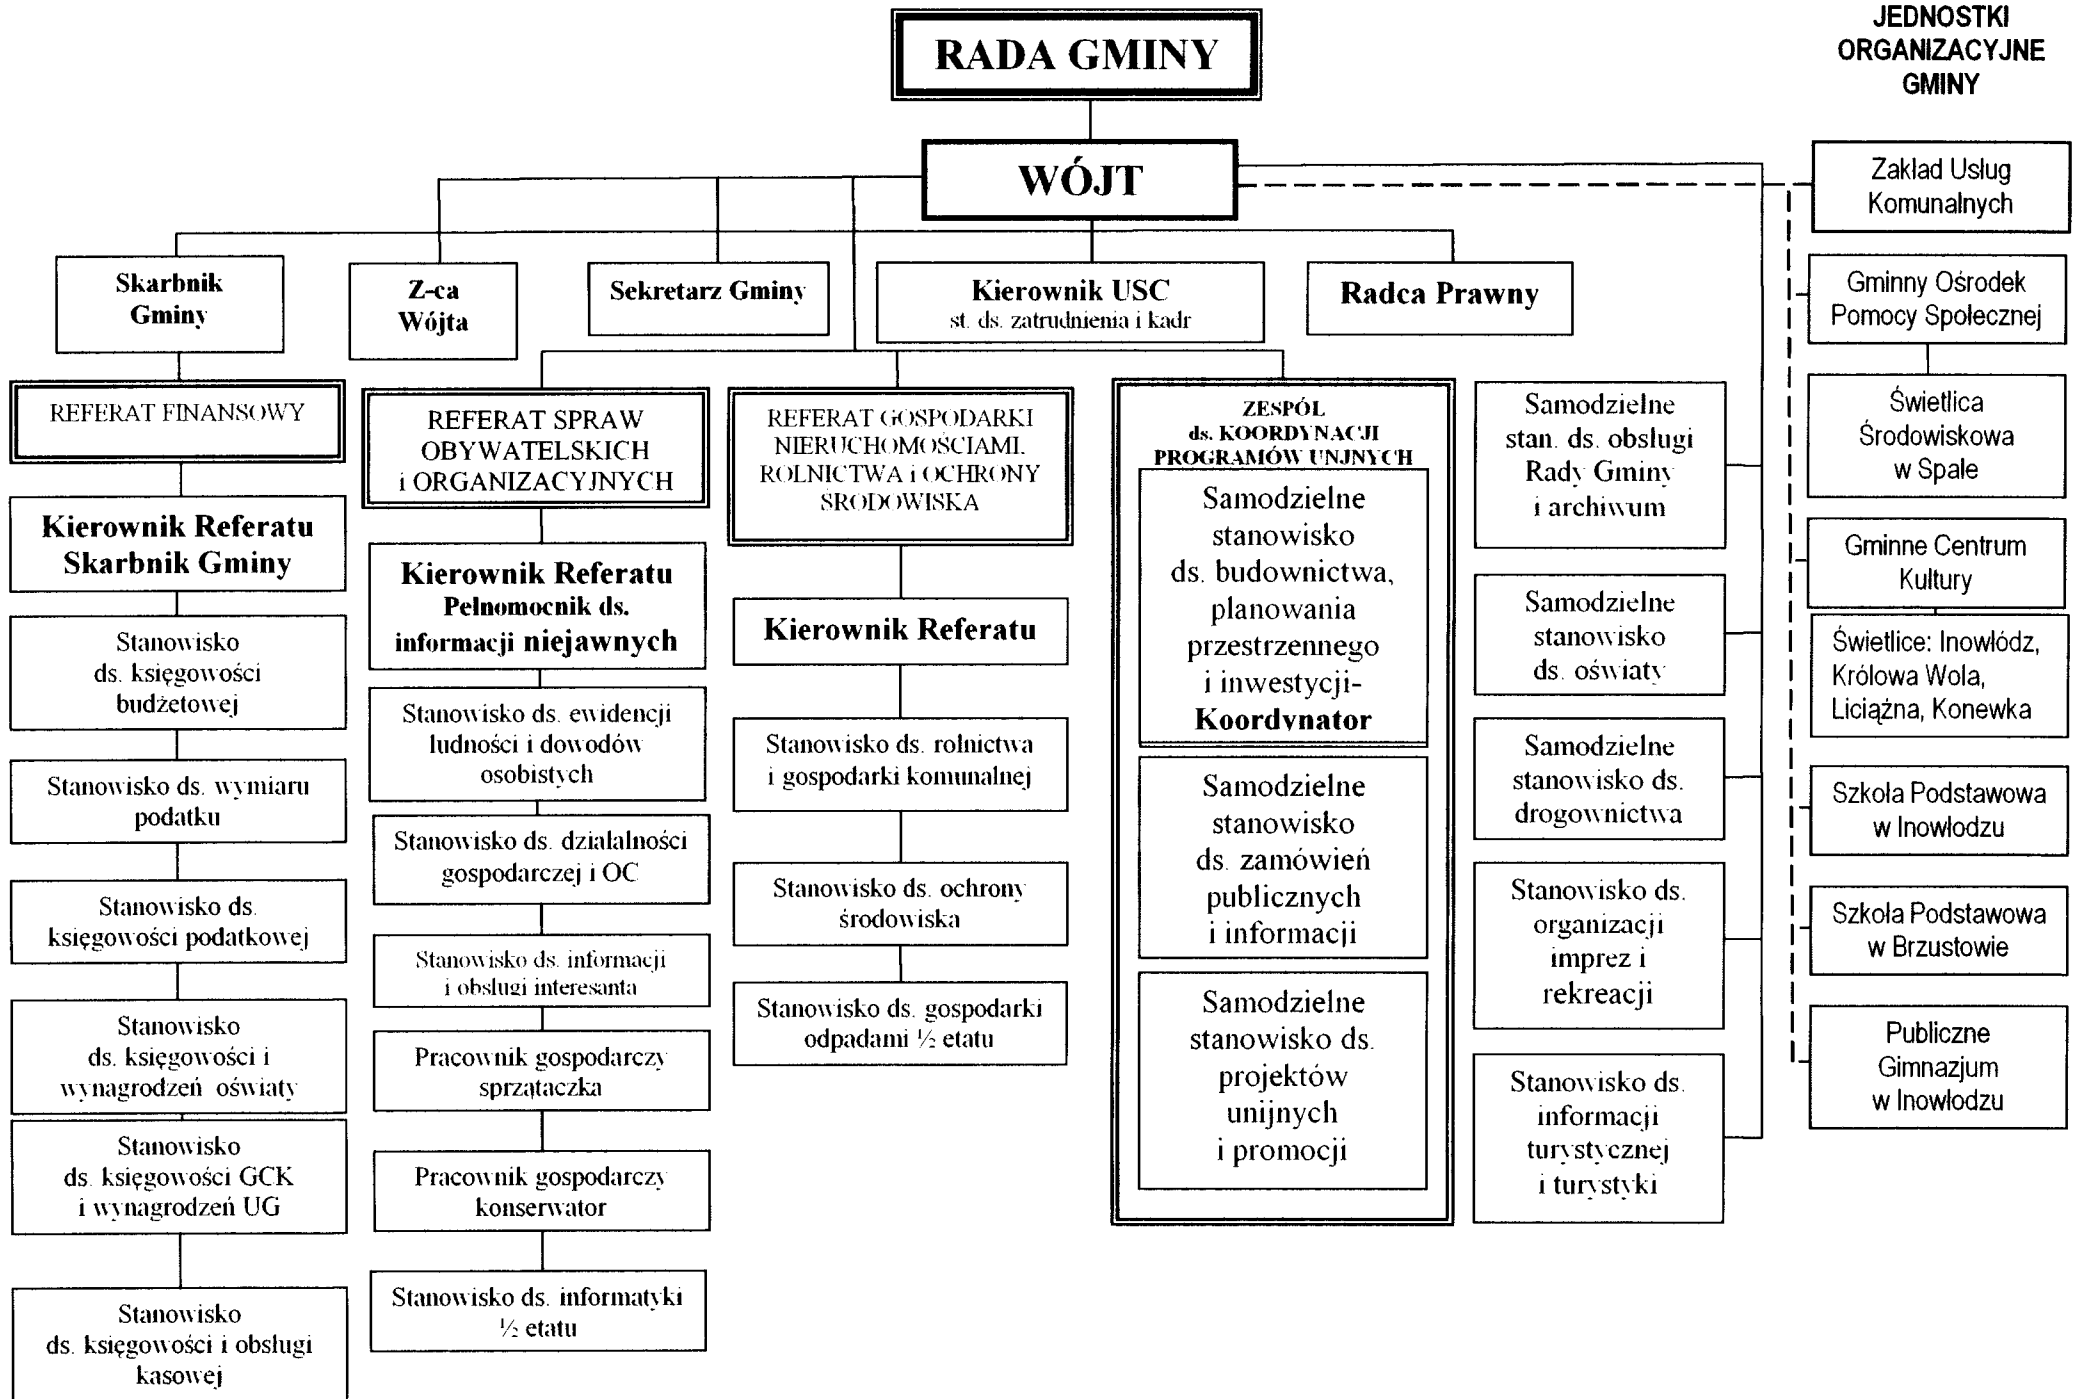 RADA GMINY
JEDNOSTKI
ORGANIZACYJNE
GMINY
WÓJT
Zakład Usług
Komunalnych
Skarbnik
Gminy
Z-ca
Wójta
Sekretarz Gminy
Kierownik USC
st. ds. zatrudnienia i kadr
Radca Prawny
Gminny Ośrodek
Pomocy Społecznej
REFERAT FINANSOWY
Kierownik Referatu
Skarbnik Gminy
Stanowisko
ds. księgowości
budżetowej
Stanowisko ds. wymiaru
podatku
Stanowisko ds.
księgowości podatkowej
Stanowisko
ds. księgowości i
wynagrodzeń oświaty
Stanowisko
ds. księgowości GCK
i wynagrodzeń UG
Stanowisko
ds. księgowości i obsługi
kasowej
REFERAT SPRAW
OBYWATELSKICH
i ORGANIZACYJNYCH
Kierownik Referatu
Pełnomocnik ds.
informacji niejawnych
Stanowisko ds. ewidencji
ludności i dowodów
osobistych
Stanowisko ds. działalności
gospodarczej i OC
Stanowisko ds. informacji
i obsługi interesanta
Pracownik gospodarczy
sprzątaczka
Pracownik gospodarczy
konserwator
Stanowisko ds. informatyki
½ etatu
REFERAT GOSPODARKI
NIERUCHOMOŚCIAMI.
ROLNICTWA i OCHRONY
ŚRODOWISKA
Kierownik Referatu
Stanowisko ds. rolnictwa
i gospodarki komunalnej
Stanowisko ds. ochrony
środowiska
Stanowisko ds. gospodarki
odpadami ½ etatu
ZESPÓL
ds. KOORDYNACJI
PROGRAMÓW UNJNYCH
Samodzielne
stanowisko
ds. budownictwa,
planowania
przestrzennego
i inwestycji-
Koordynator
Samodzielne
stanowisko
ds. zamówień
publicznych
i informacji
Samodzielne
stanowisko ds.
projektów
unijnych
i promocji
Samodzielne
stan. ds. obsługi
Rady Gminy
i archiwum
Samodzielne
stanowisko
ds. oświaty
Samodzielne
stanowisko ds.
drogownictwa
Stanowisko ds.
organizacji
imprez i
rekreacji
Stanowisko ds.
informacji
turystycznej
i turystyki
Świetlica
Środowiskowa
w Spale
Gminne Centrum
Kultury
Świetlice: Inowłódz,
Królowa Wola,
Liciążna, Konewka
Szkoła Podstawowa
w Inowłodzu
Szkoła Podstawowa
w Brzustowie
Publiczne
Gimnazjum
w Inowłodzu